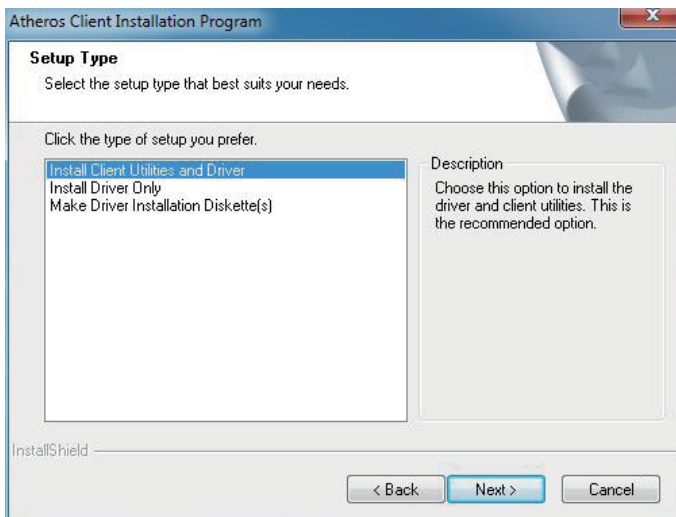 Atheros Client Installation Program
Setup Type
Select the setup type that best suits your needs.
Click the type of setup you prefer.
Install Client Utilities and Driver
Install Driver Only
Make Driver Installation Diskette(s)
Description
Choose this option to install the
driver and client utilities. This is
the recommended option.
InstallShield
< Back
Next >
Cancel